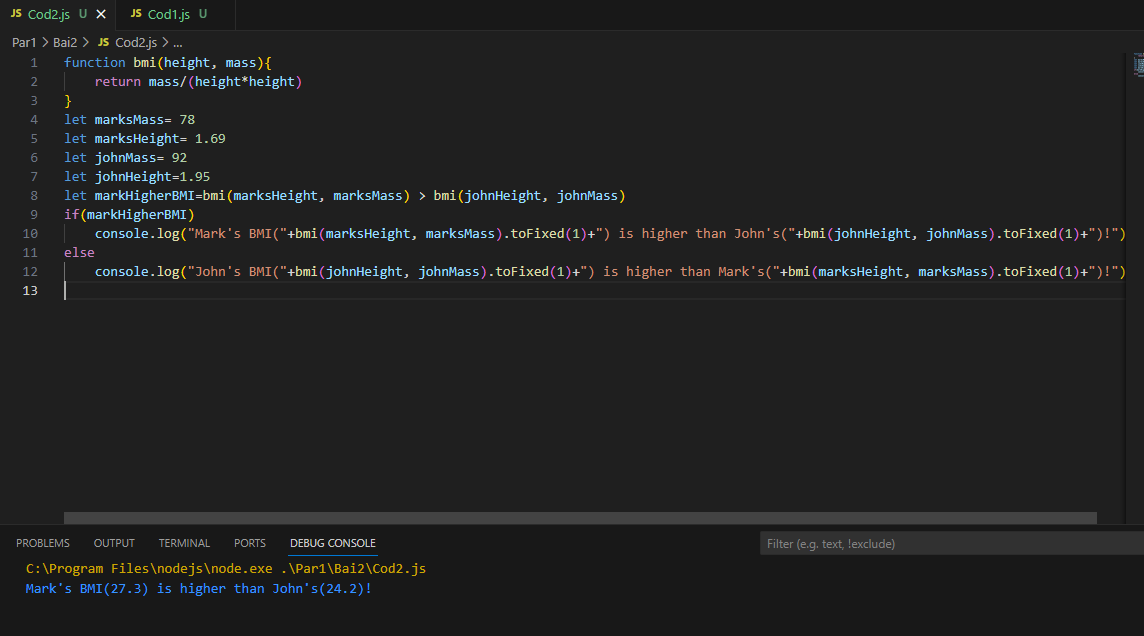 JS Cod2.js U X JS Cod1.js U
Par1 > Bai2 > JS Cod2.js > ...
1 function bmi(height, mass){
2 return mass/(height*height)
3 }
4 let marksMass= 78
5 let marksHeight= 1.69
6 let johnMass= 92
7 let johnHeight=1.95
8 let markHigherBMI=bmi(marksHeight, marksMass) > bmi(johnHeight, johnMass)
9 if(markHigherBMI)
10 console.log("Mark's BMI("+bmi(marksHeight, marksMass).toFixed(1)+") is higher than John's("+bmi(johnHeight, johnMass).toFixed(1)+")!")
11 else
12 console.log("John's BMI("+bmi(johnHeight, johnMass).toFixed(1)+") is higher than Mark's("+bmi(marksHeight, marksMass).toFixed(1)+")!")
13
PROBLEMS OUTPUT TERMINAL PORTS DEBUG CONSOLE Filter (e.g. text, !exclude)
C:\Program Files\nodejs\node.exe .\Par1\Bai2\Cod2.js
Mark's BMI(27.3) is higher than John's(24.2)!